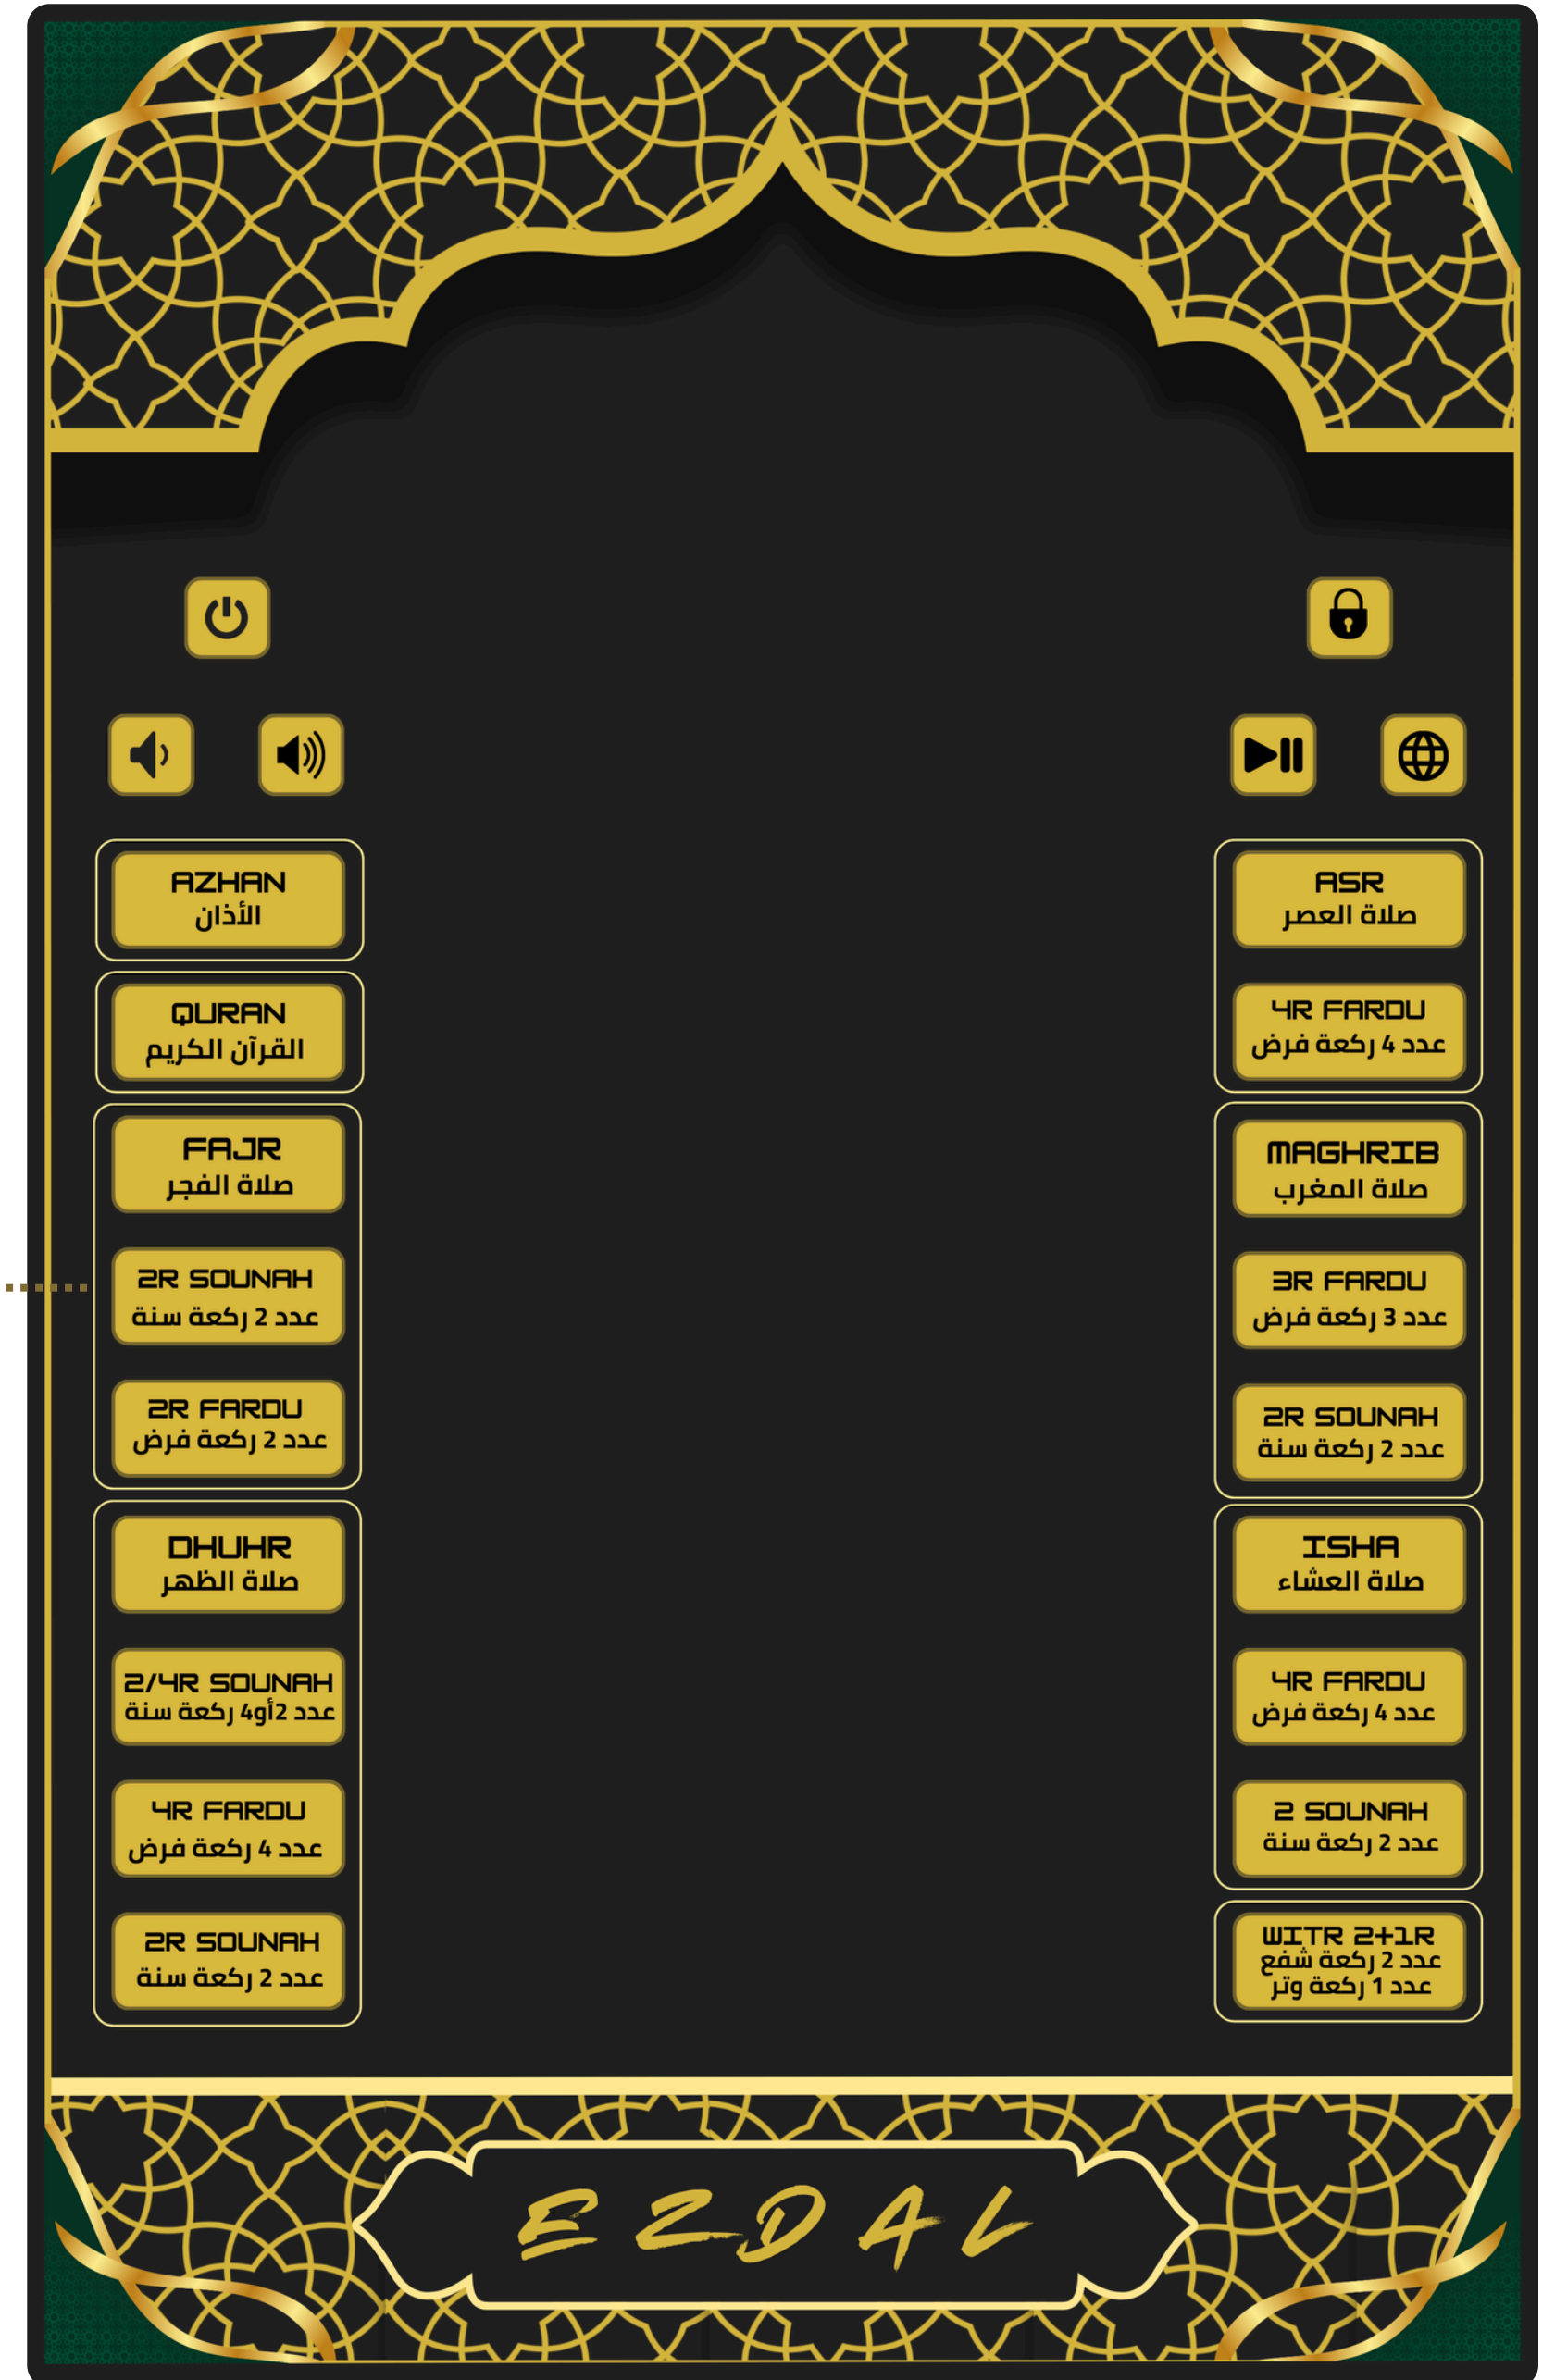 AZHAN
الأذان
QURAN
القرآن الكريم
FAJR
صلاة الفجر
2R SOUNAH
عدد 2 ركعة سنة
2R FARDU
عدد 2 ركعة فرض
DHUHR
صلاة الظهر
2/4R SOUNAH
عدد 2أو4 ركعة سنة
4R FARDU
عدد 4 ركعة فرض
2R SOUNAH
عدد 2 ركعة سنة
ASR
صلاة العصر
4R FARDU
عدد 4 ركعة فرض
MAGHRIB
صلاة المغرب
3R FARDU
عدد 3 ركعة فرض
2R SOUNAH
عدد 2 ركعة سنة
ISHA
صلاة العشاء
4R FARDU
عدد 4 ركعة فرض
2 SOUNAH
عدد 2 ركعة سنة
WITR 2+1R
عدد 2 ركعة شفع
عدد 1 ركعة وتر
EZDAL